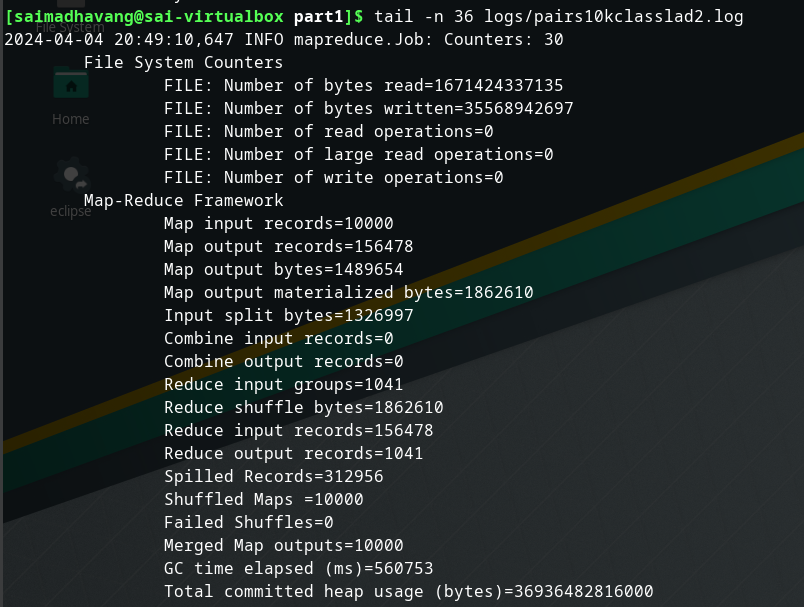 [saimadhavang@sai-virtualbox part1]$ tail -n 36 logs/pairs10kclasslad2.log
File System
2024-04-04 20:49:10,647 INFO mapreduce.Job: Counters: 30
File System Counters
FILE: Number of bytes read=1671424337135
FILE: Number of bytes written=35568942697
Home
FILE: Number of read operations=0
FILE: Number of large read operations=0
FILE: Number of write operations=0
Map-Reduce Framework
eclipse
Map input records=10000
Map output records=156478
Map output bytes=1489654
Map output materialized bytes=1862610
Input split bytes=1326997
Combine input records=0
Combine output records=0
Reduce input groups=1041
Reduce shuffle bytes=1862610
Reduce input records=156478
Reduce output records=1041
Spilled Records=312956
Shuffled Maps =10000
Failed Shuffles=0
Merged Map outputs=10000
GC time elapsed (ms)=560753
Total committed heap usage (bytes)=36936482816000